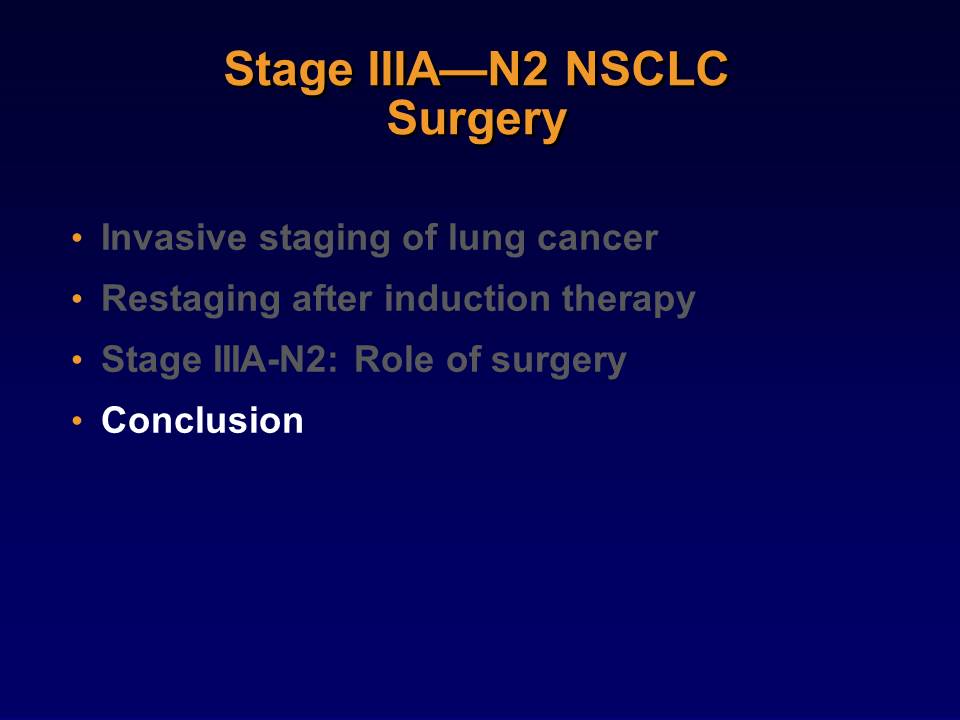 Stage IIIA—N2 NSCLC
Surgery
• Invasive staging of lung cancer
• Restaging after induction therapy
• Stage IIIA-N2: Role of surgery
• Conclusion